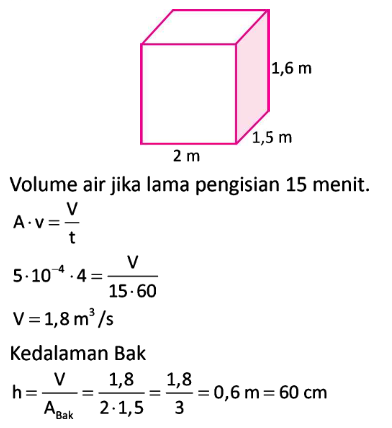 1,6 m
1,5 m
2 m
Volume air jika lama pengisian 15 menit.
A·v = V/t
5·10⁻⁴·4 = V/(15·60)
V = 1,8 m³/s
Kedalaman Bak
h = V/A_Bak = 1,8/(2·1,5) = 1,8/3 = 0,6 m = 60 cm